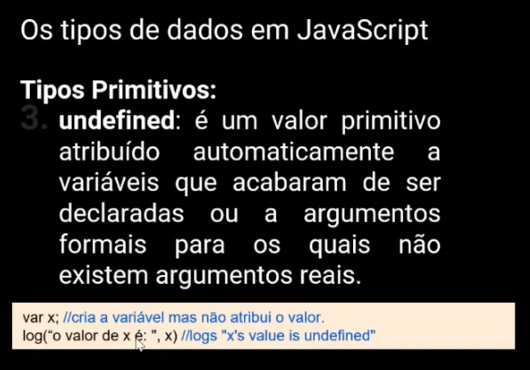 Os tipos de dados em JavaScript
Tipos Primitivos:
3. undefined: é um valor primitivo
atribuído automaticamente a
variáveis que acabaram de ser
declaradas ou a argumentos
formais para os quais não
existem argumentos reais.
var x; //cria a variável mas não atribui o valor.
log(“o valor de x é: ", x) //logs "x's value is undefined"